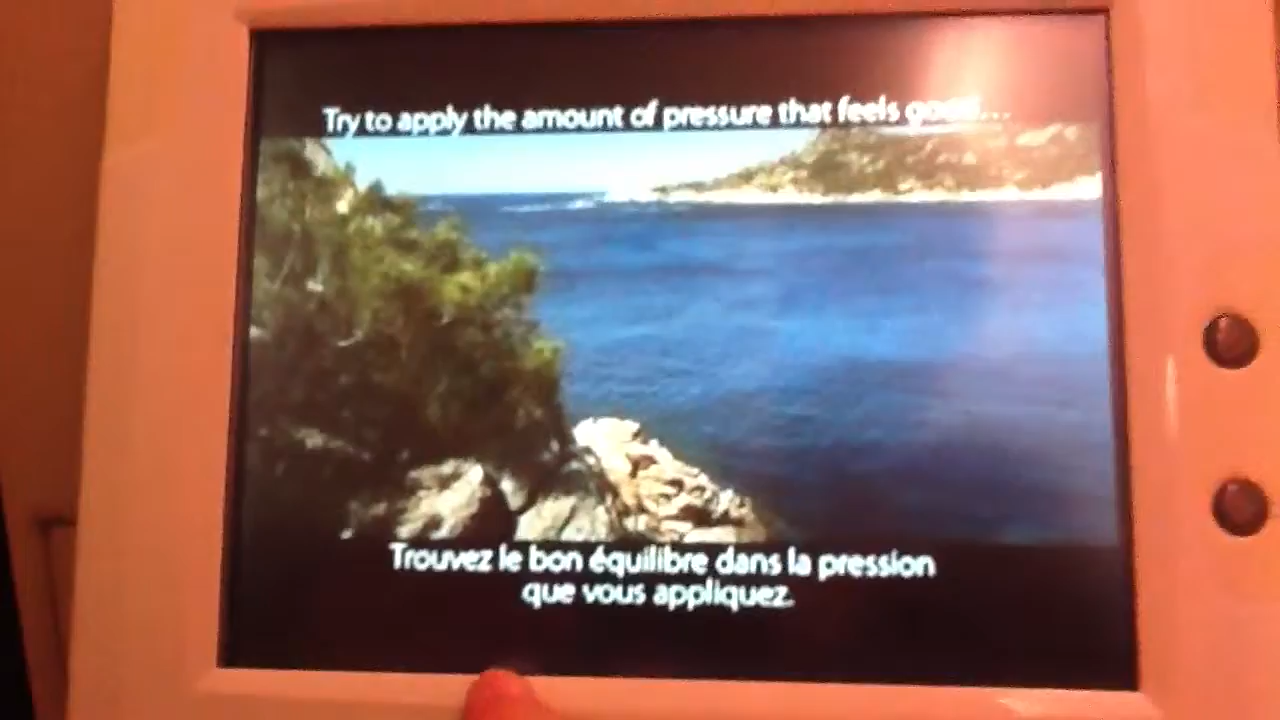 Try to apply the amount of pressure that feels good...
Trouvez le bon équilibre dans la pression
que vous appliquez.